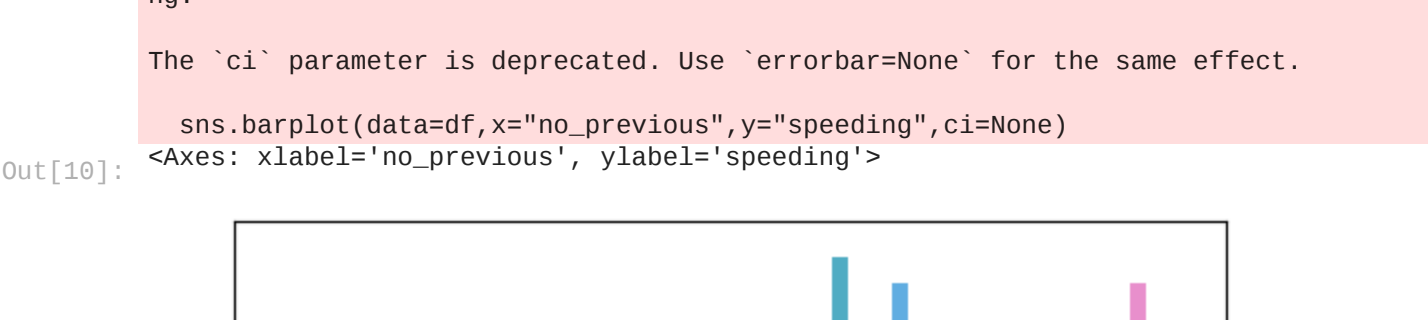 ng.
The `ci` parameter is deprecated. Use `errorbar=None` for the same effect.
sns.barplot(data=df,x="no_previous",y="speeding",ci=None)
<Axes: xlabel='no_previous', ylabel='speeding'>
Out[10]: